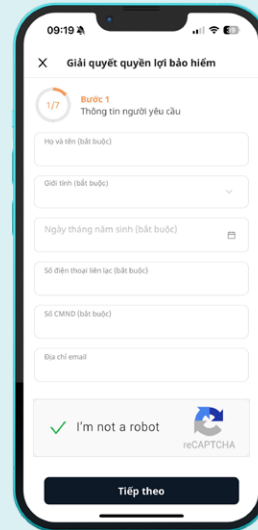 09:19
Giải quyết quyền lợi bảo hiểm
1/7
Bước 1
Thông tin người yêu cầu
Họ và tên (bắt buộc)
Giới tính (bắt buộc)
Ngày tháng năm sinh (bắt buộc)
Số điện thoại liên lạc (bắt buộc)
Số CMND (bắt buộc)
Địa chỉ email
I'm not a robot
reCAPTCHA
Tiếp theo